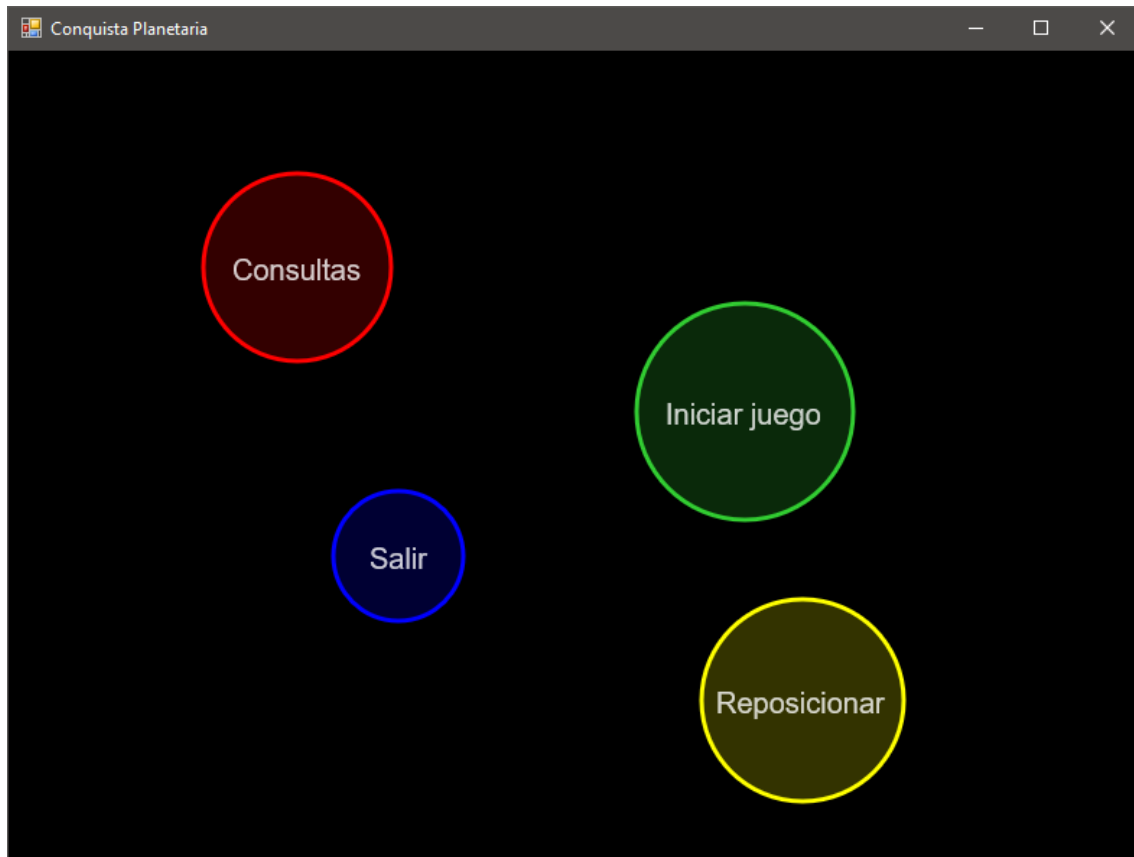 Conquista Planetaria
Consultas
Iniciar juego
Salir
Reposicionar